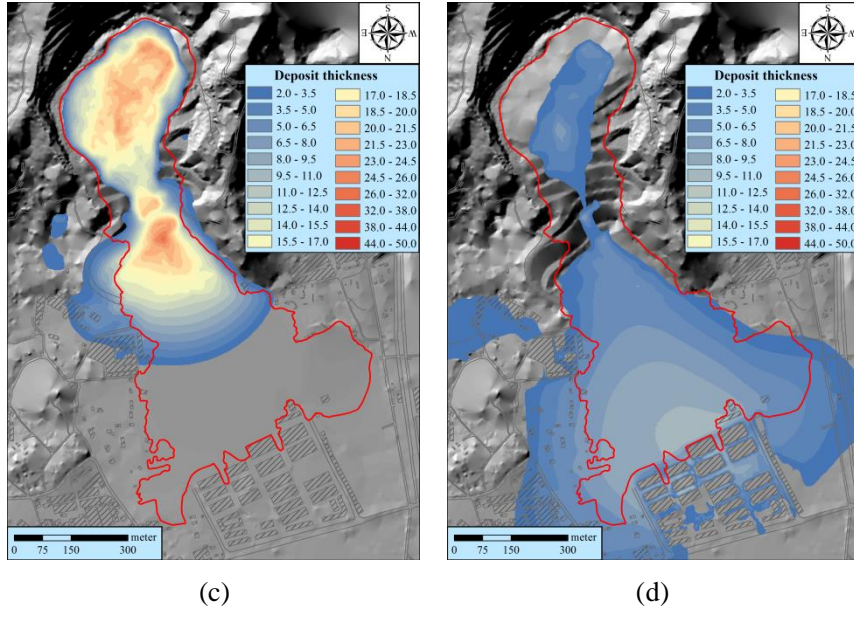 S
E W
N
Deposit thickness
2.0 - 3.5 17.0 - 18.5
3.5 - 5.0 18.5 - 20.0
5.0 - 6.5 20.0 - 21.5
6.5 - 8.0 21.5 - 23.0
8.0 - 9.5 23.0 - 24.5
9.5 - 11.0 24.5 - 26.0
11.0 - 12.5 26.0 - 32.0
12.5 - 14.0 32.0 - 38.0
14.0 - 15.5 38.0 - 44.0
15.5 - 17.0 44.0 - 50.0
meter
0 75 150 300
(c)
S
E W
N
Deposit thickness
2.0 - 3.5 17.0 - 18.5
3.5 - 5.0 18.5 - 20.0
5.0 - 6.5 20.0 - 21.5
6.5 - 8.0 21.5 - 23.0
8.0 - 9.5 23.0 - 24.5
9.5 - 11.0 24.5 - 26.0
11.0 - 12.5 26.0 - 32.0
12.5 - 14.0 32.0 - 38.0
14.0 - 15.5 38.0 - 44.0
15.5 - 17.0 44.0 - 50.0
meter
0 75 150 300
(d)